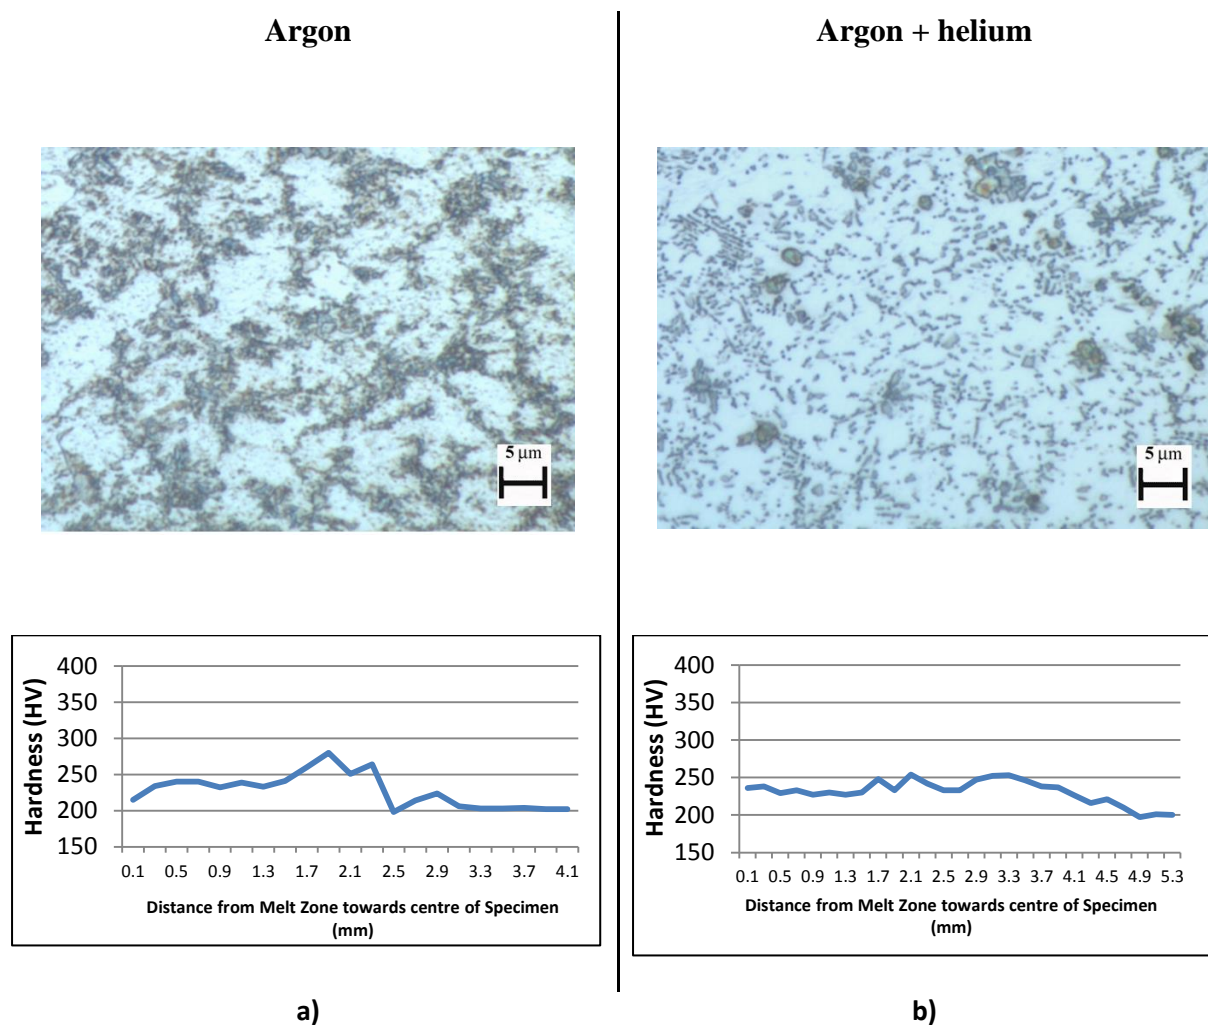 Argon
Argon + helium
5 μm
5 μm
Hardness (HV)
400
350
300
250
200
150
0.1 0.5 0.9 1.3 1.7 2.1 2.5 2.9 3.3 3.7 4.1
Distance from Melt Zone towards centre of Specimen
(mm)
Hardness (HV)
400
350
300
250
200
150
0.1 0.5 0.9 1.3 1.7 2.1 2.5 2.9 3.3 3.7 4.1 4.5 4.9 5.3
Distance from Melt Zone towards centre of Specimen
(mm)
a)
b)